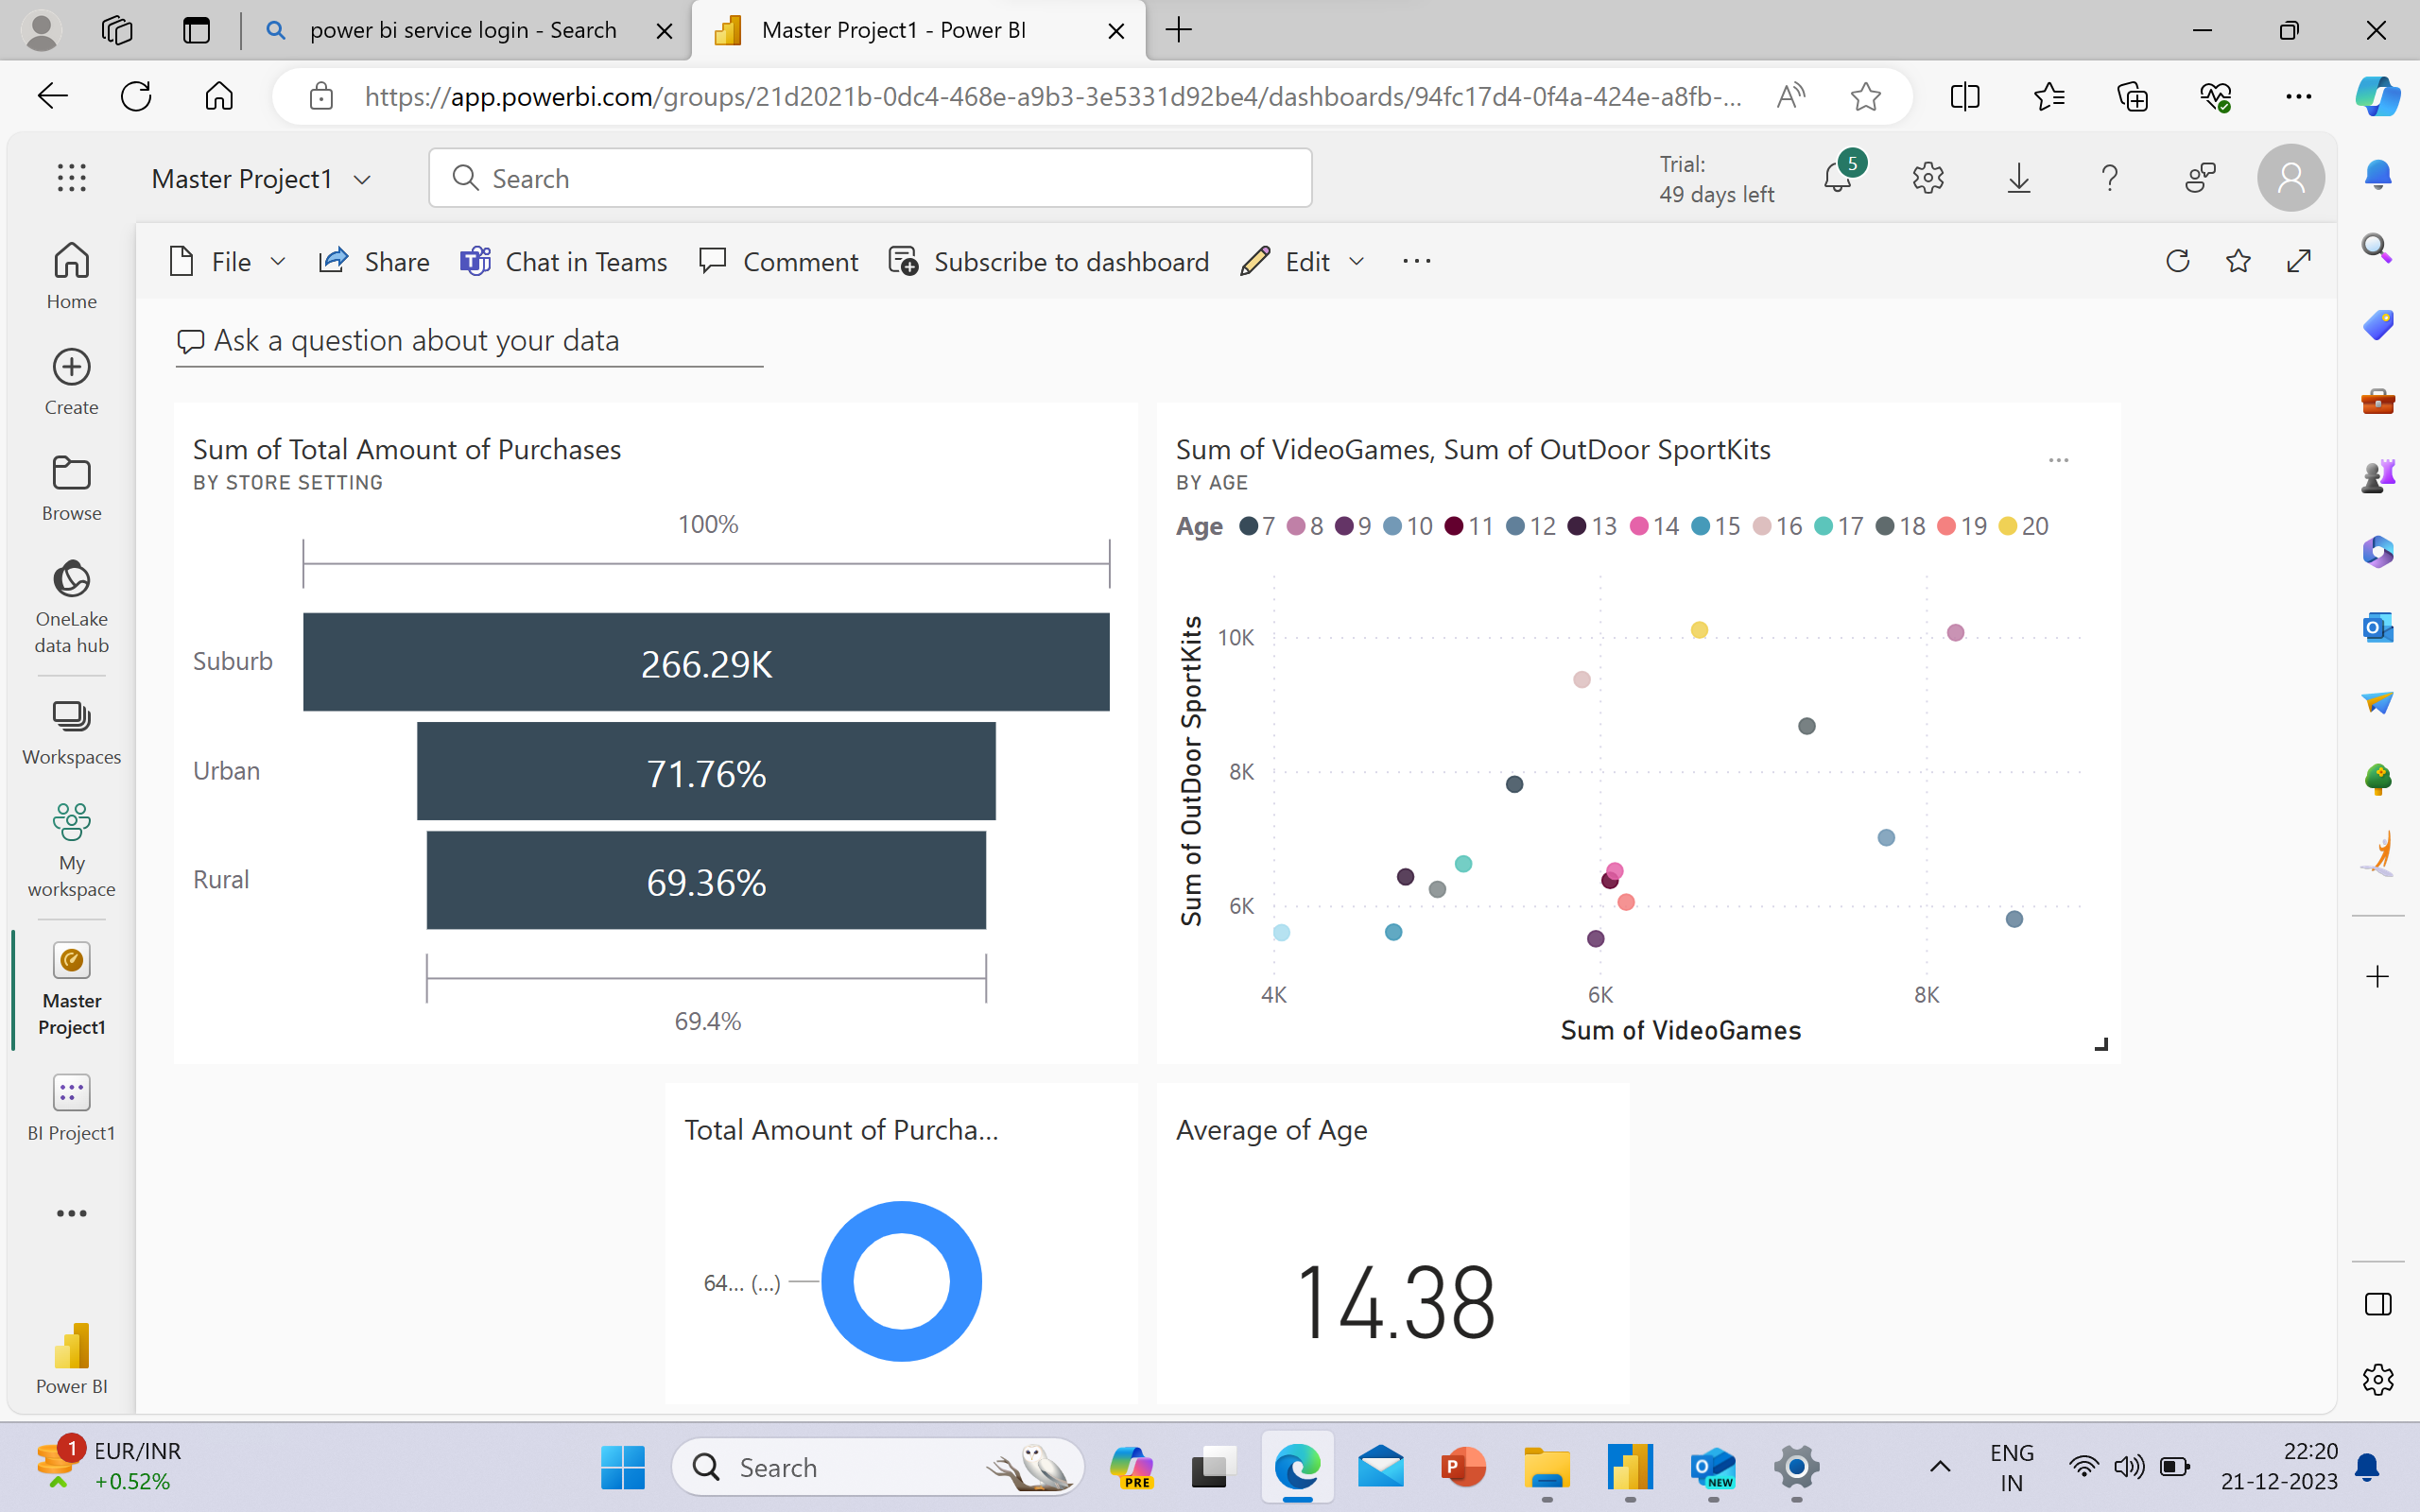 power bi service login - Search
Master Project1 - Power BI
https://app.powerbi.com/groups/21d2021b-0dc4-468e-a9b3-3e5331d92be4/dashboards/94fc17d4-0f4a-424e-a8fb-...
Master Project1
Search
Trial:
49 days left
5
File
Share
Chat in Teams
Comment
Subscribe to dashboard
Edit
Home
Create
Browse
OneLake
data hub
Workspaces
My
workspace
Master
Project1
BI Project1
Power BI
Ask a question about your data
Sum of Total Amount of Purchases
BY STORE SETTING
100%
Suburb
266.29K
Urban
71.76%
Rural
69.36%
69.4%
Sum of VideoGames, Sum of OutDoor SportKits
BY AGE
Age 7 8 9 10 11 12 13 14 15 16 17 18 19 20
Sum of OutDoor SportKits
10K
8K
6K
4K 6K 8K
Sum of VideoGames
Total Amount of Purcha...
64... (...)
Average of Age
14.38
1
EUR/INR
+0.52%
Search
PRE
NEW
ENG
IN
22:20
21-12-2023